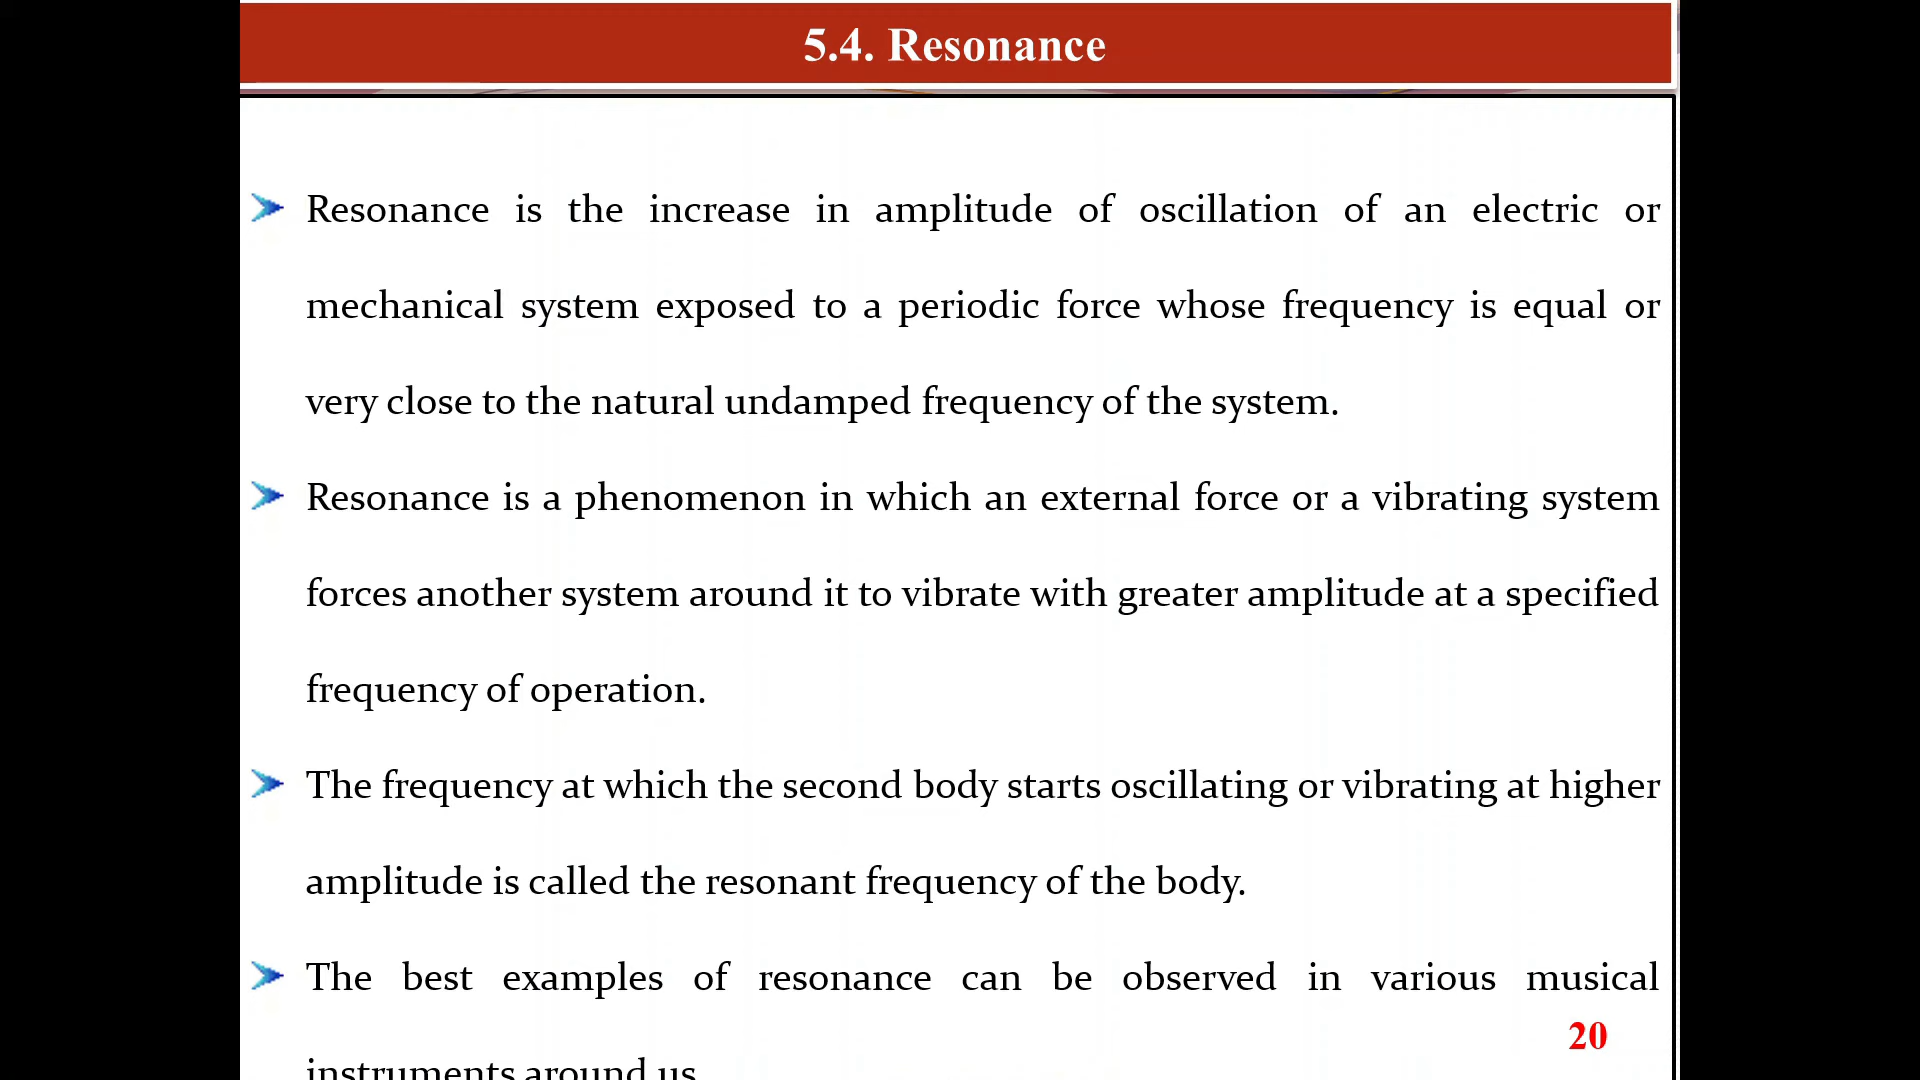 5.4. Resonance
Resonance is the increase in amplitude of oscillation of an electric or
mechanical system exposed to a periodic force whose frequency is equal or
very close to the natural undamped frequency of the system.
Resonance is a phenomenon in which an external force or a vibrating system
forces another system around it to vibrate with greater amplitude at a specified
frequency of operation.
The frequency at which the second body starts oscillating or vibrating at higher
amplitude is called the resonant frequency of the body.
The best examples of resonance can be observed in various musical
instruments around us.
20